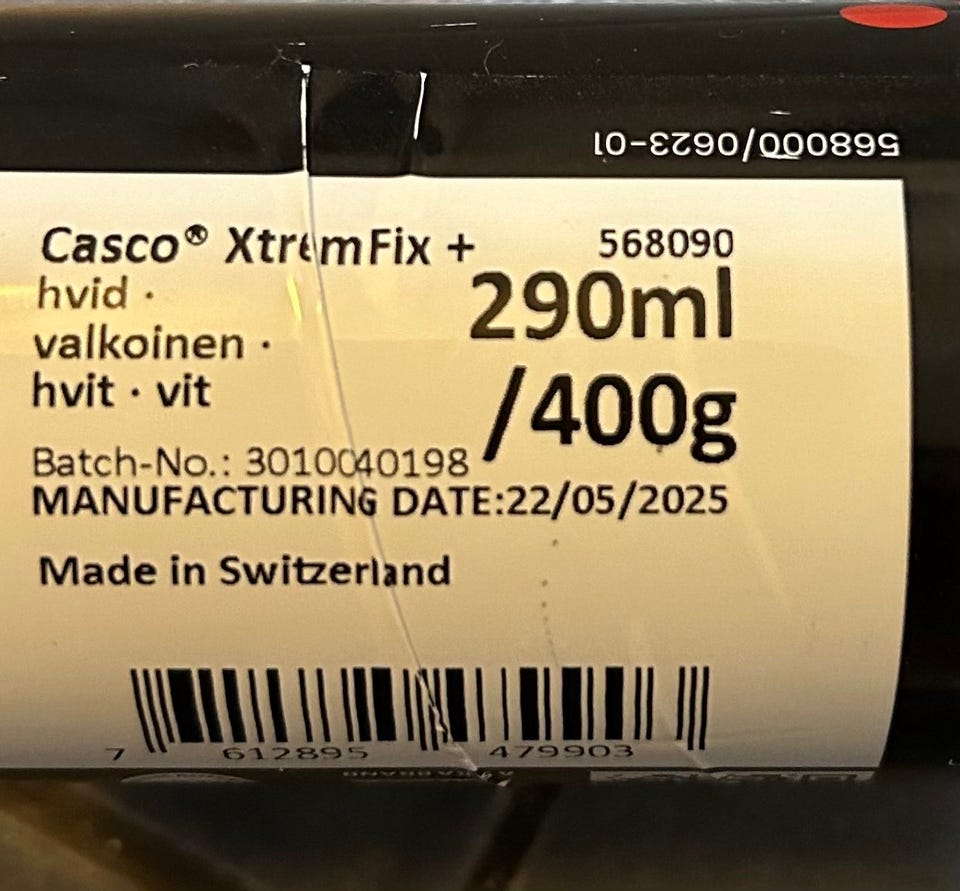 568000/0623-01
Casco® XtremFix + 568090
hvid ·
290ml
valkoinen ·
hvit · vit
/400g
Batch-No.: 3010040198
MANUFACTURING DATE:22/05/2025
Made in Switzerland
7 612895 479903